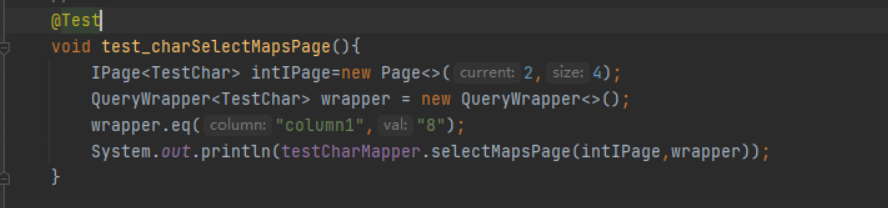 @Test
void test_charSelectMapsPage(){
IPage<TestChar> intIPage=new Page<>( current: 2, size: 4);
QueryWrapper<TestChar> wrapper = new QueryWrapper<>();
wrapper.eq( column: "column1", val: "8");
System.out.println(testCharMapper.selectMapsPage(intIPage,wrapper));
}